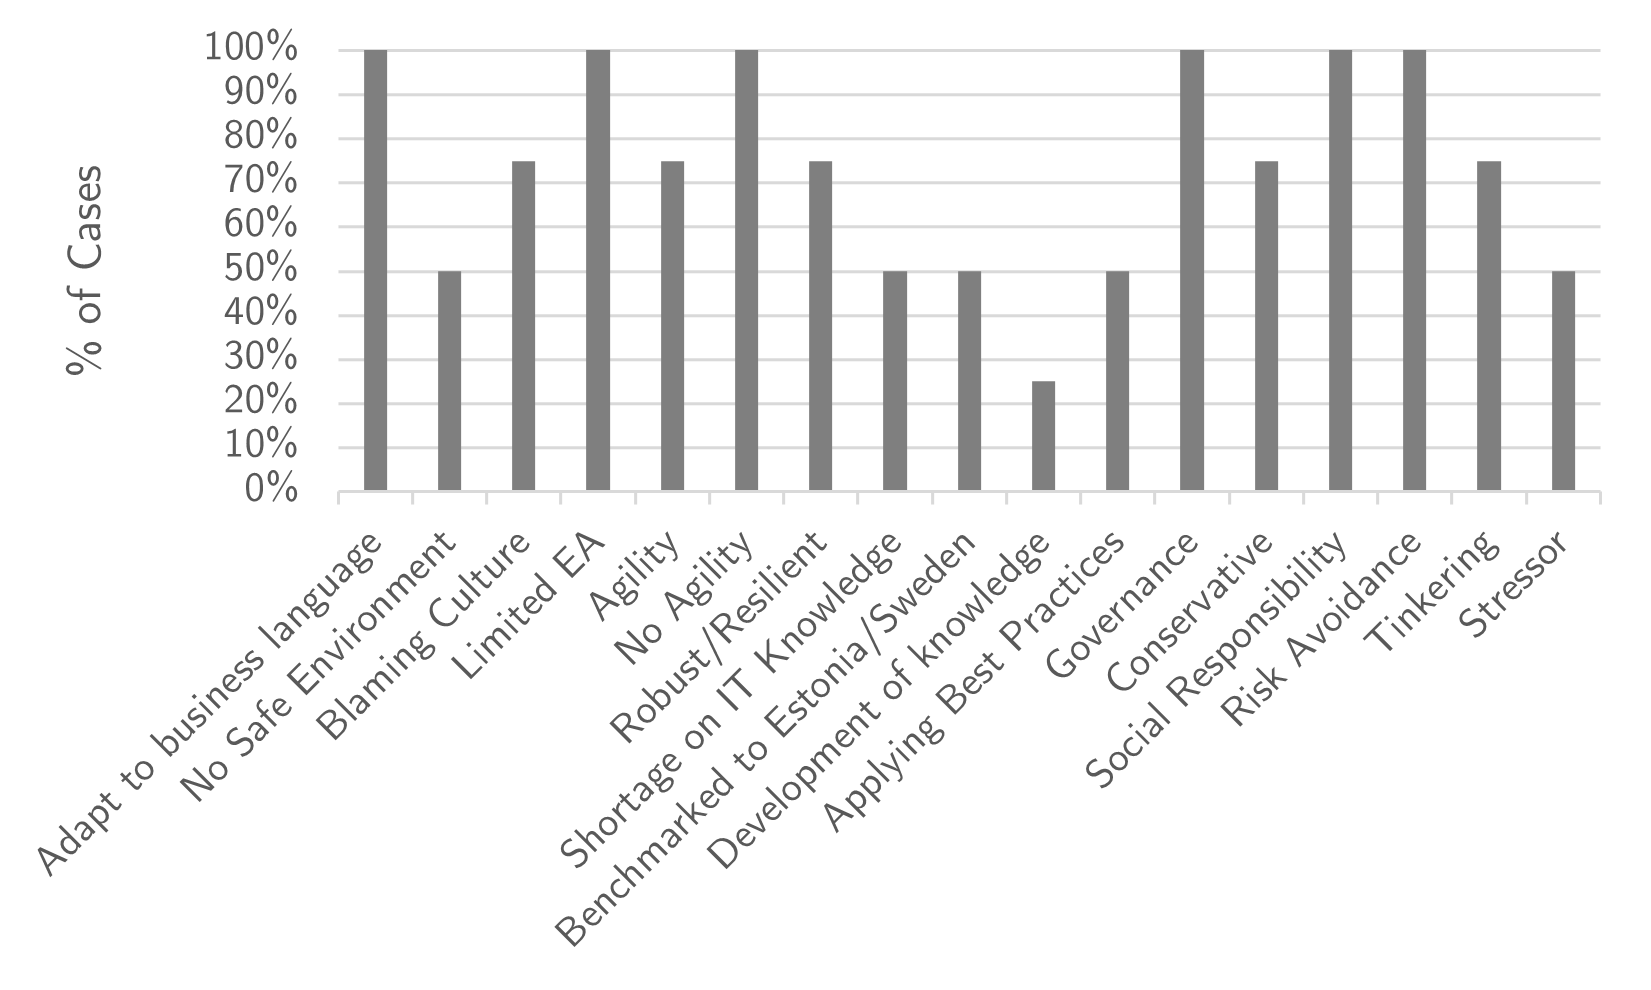 % of Cases
100%
90%
80%
70%
60%
50%
40%
30%
20%
10%
0%
Adapt to business language
No Safe Environment
Blaming Culture
Limited EA
Agility
No Agility
Robust/Resilient
Shortage on IT Knowledge
Benchmarked to Estonia/Sweden
Development of knowledge
Applying Best Practices
Governance
Conservative
Social Responsibility
Risk Avoidance
Tinkering
Stressor